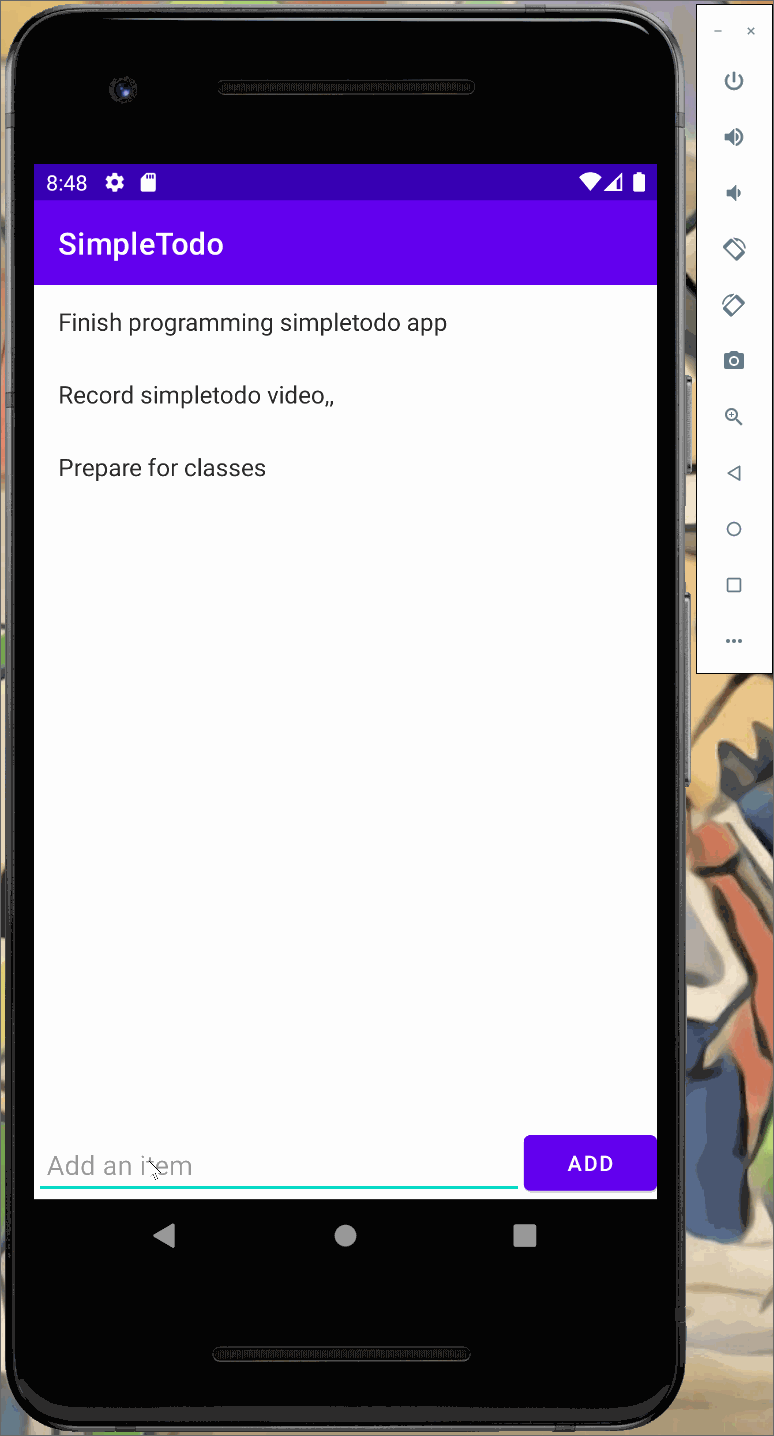 8:48
SimpleTodo
Finish programming simpletodo app
Record simpletodo video,,
Prepare for classes
Add an item
ADD